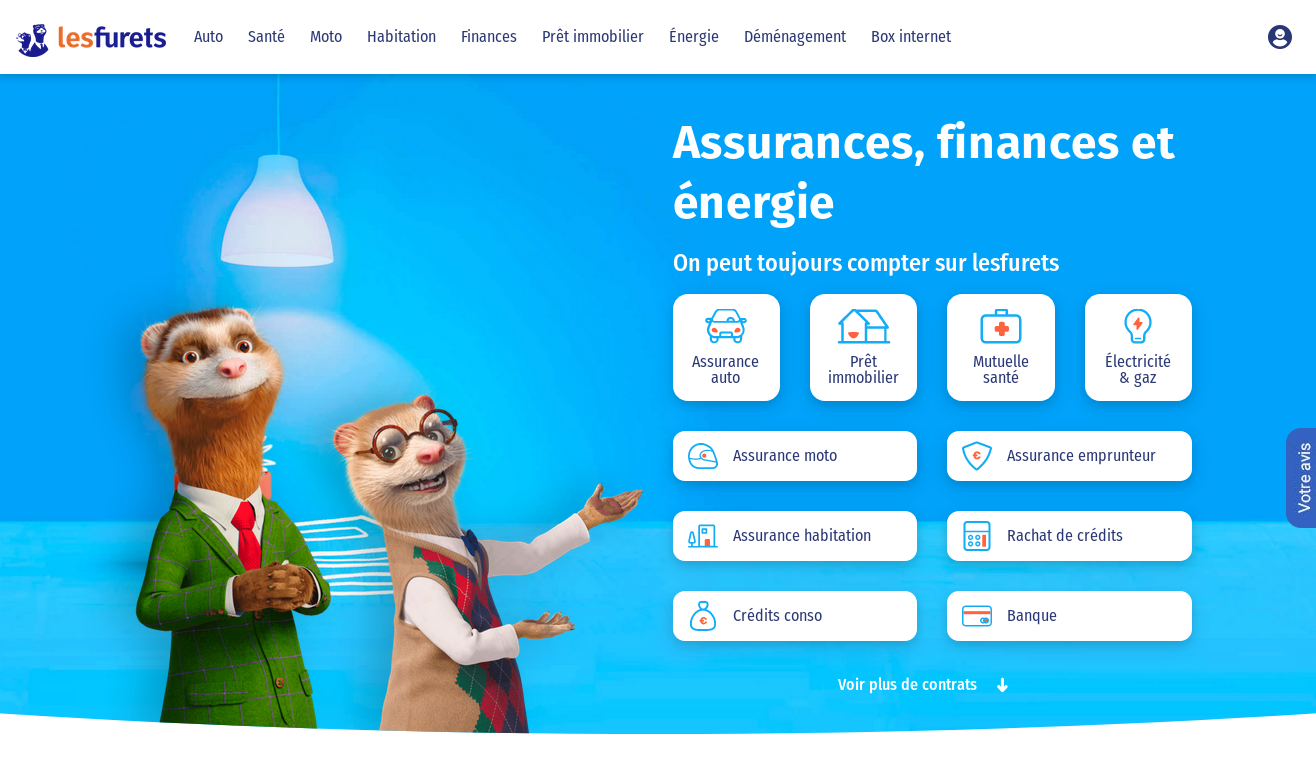 lesfurets
Auto
Santé
Moto
Habitation
Finances
Prêt immobilier
Énergie
Déménagement
Box internet
Assurances, finances et
énergie
On peut toujours compter sur lesfurets
Assurance
auto
Prêt
immobilier
Mutuelle
santé
Électricité
& gaz
Assurance moto
Assurance emprunteur
Assurance habitation
Rachat de crédits
Crédits conso
Banque
Voir plus de contrats
Votre avis